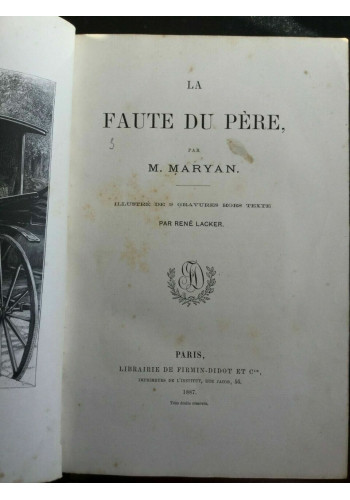 LA
FAUTE DU PÈRE,
PAR
M. MARYAN.
ILLUSTRÉ DE 9 GRAVURES HORS TEXTE
PAR RENÉ LACKER.
PARIS,
LIBRAIRIE DE FIRMIN-DIDOT ET Cie,
IMPRIMEURS DE L'INSTITUT, RUE JACOB, 56.
1887.
Tous droits réservés.